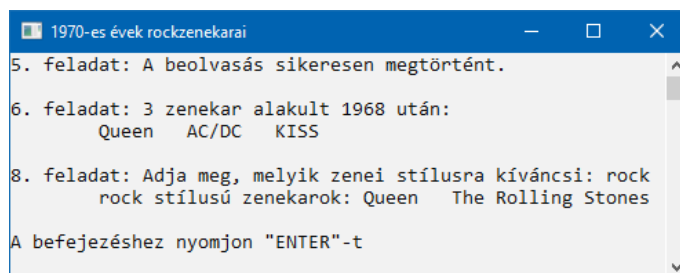 1970-es évek rockzenekarai
5. feladat: A beolvasás sikeresen megtörtént.
6. feladat: 3 zenekar alakult 1968 után:
Queen AC/DC KISS
8. feladat: Adja meg, melyik zenei stílusra kíváncsi: rock
rock stílusú zenekarok: Queen The Rolling Stones
A befejezéshez nyomjon "ENTER"-t